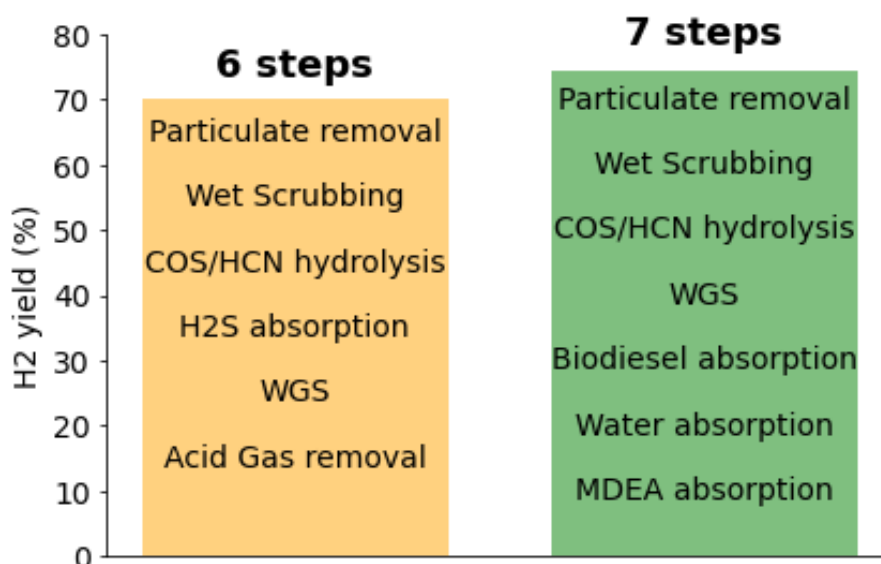 H2 yield (%)
80
70
60
50
40
30
20
10
0
6 steps
Particulate removal
Wet Scrubbing
COS/HCN hydrolysis
H2S absorption
WGS
Acid Gas removal
7 steps
Particulate removal
Wet Scrubbing
COS/HCN hydrolysis
WGS
Biodiesel absorption
Water absorption
MDEA absorption